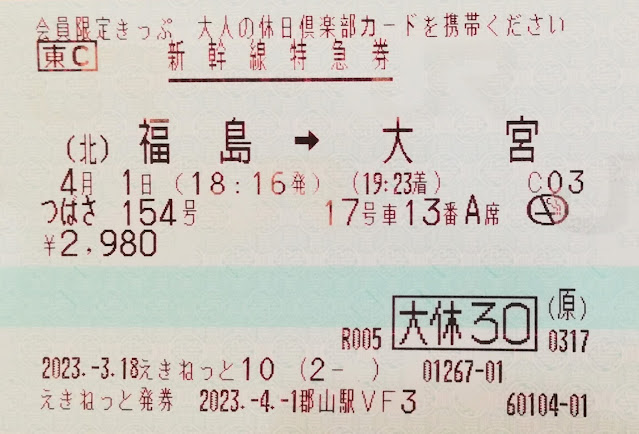 会員限定きっぷ 大人の休日倶楽部カードを携帯ください
東C 新幹線特急券
(北) 福島 → 大宮
4月 1日 (18:16発) (19:23着) C03
つばさ 154号 17号車13番A席
¥2,980
(原)
R005 大休30 0317
2023.-3.18えきねっと10 (2- ) 01267-01
えきねっと発券 2023.-4.-1郡山駅VF3 60104-01